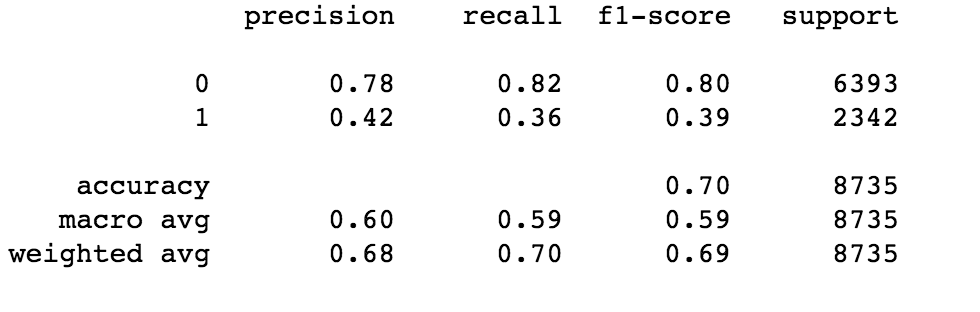 precision recall f1-score support
0 0.78 0.82 0.80 6393
1 0.42 0.36 0.39 2342
accuracy 0.70 8735
macro avg 0.60 0.59 0.59 8735
weighted avg 0.68 0.70 0.69 8735